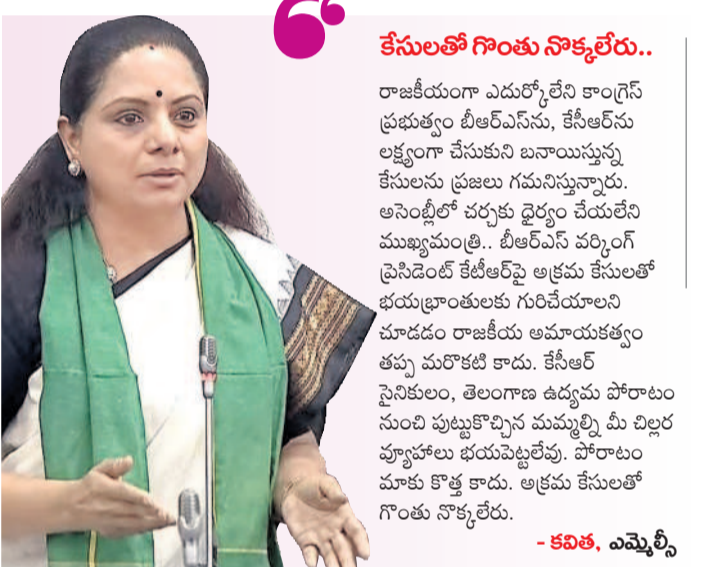 కేసులతో గొంతు నొక్కలేరు..
రాజకీయంగా ఎదుర్కోలేని కాంగ్రెస్
ప్రభుత్వం బీఆర్ఎస్‌ను, కేసీఆర్‌ను
లక్ష్యంగా చేసుకుని బనాయిస్తున్న
కేసులను ప్రజలు గమనిస్తున్నారు.
అసెంబ్లీలో చర్చకు ధైర్యం చేయలేని
ముఖ్యమంత్రి.. బీఆర్ఎస్ వర్కింగ్
ప్రెసిడెంట్ కేటీఆర్‌పై అక్రమ కేసులతో
భయభ్రాంతులకు గురిచేయాలని
చూడడం రాజకీయ అమాయకత్వం
తప్ప మరొకటి కాదు. కేసీఆర్
సైనికులం, తెలంగాణ ఉద్యమ పోరాటం
నుంచి పుట్టుకొచ్చిన మమ్మల్ని మీ చిల్లర
వ్యూహాలు భయపెట్టలేవు. పోరాటం
మాకు కొత్త కాదు. అక్రమ కేసులతో
గొంతు నొక్కలేరు.
- కవిత, ఎమ్మెల్సీ